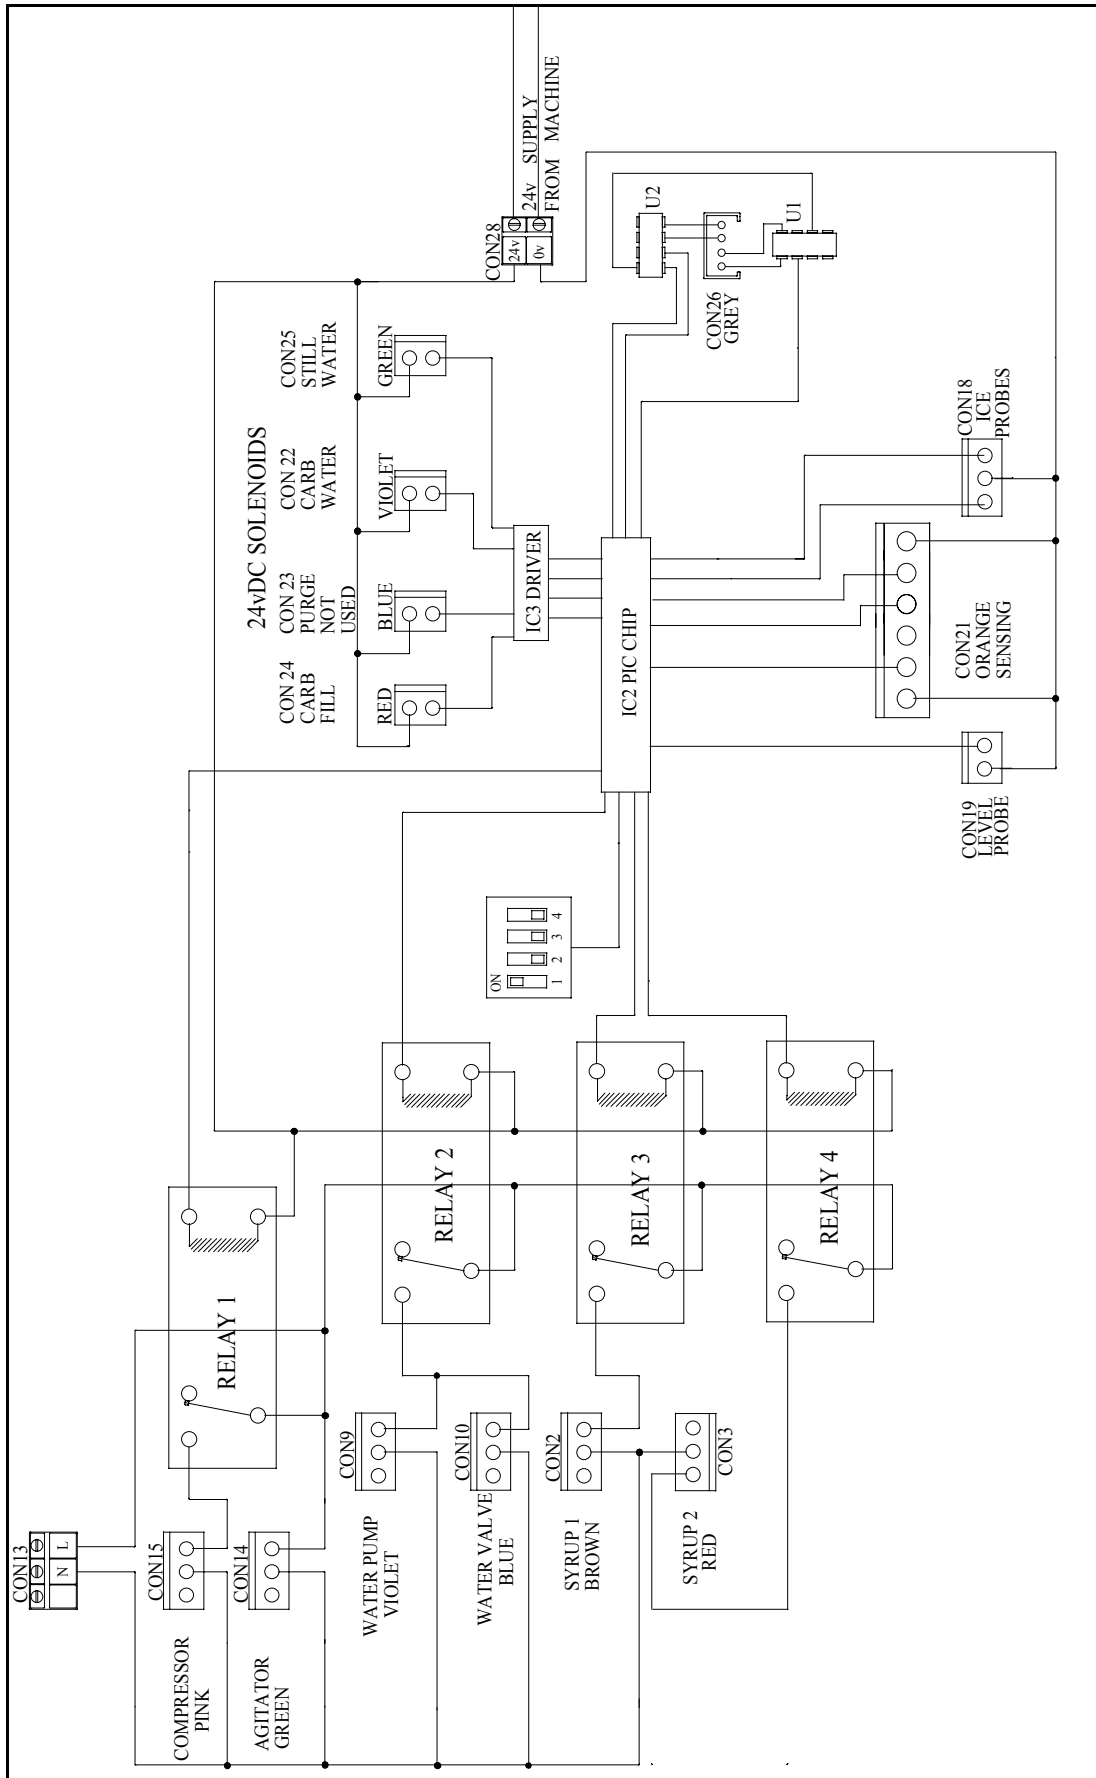 CON13
N L
COMPRESSOR
PINK
CON15
AGITATOR
GREEN
CON14
WATER PUMP
VIOLET
CON9
WATER VALVE
BLUE
CON10
SYRUP 1
BROWN
CON2
SYRUP 2
RED
CON3
RELAY 1
RELAY 2
RELAY 3
RELAY 4
ON
1 2 3 4
24vDC SOLENOIDS
CON 24
CARB
FILL
RED
CON 23
PURGE
NOT
USED
BLUE
CON 22
CARB
WATER
VIOLET
CON25
STILL
WATER
GREEN
IC3 DRIVER
IC2 PIC CHIP
CON28
24v
0v
24v SUPPLY
FROM MACHINE
U2
CON26
GREY
U1
CON19
LEVEL
PROBE
CON21
ORANGE
SENSING
CON18
ICE
PROBES